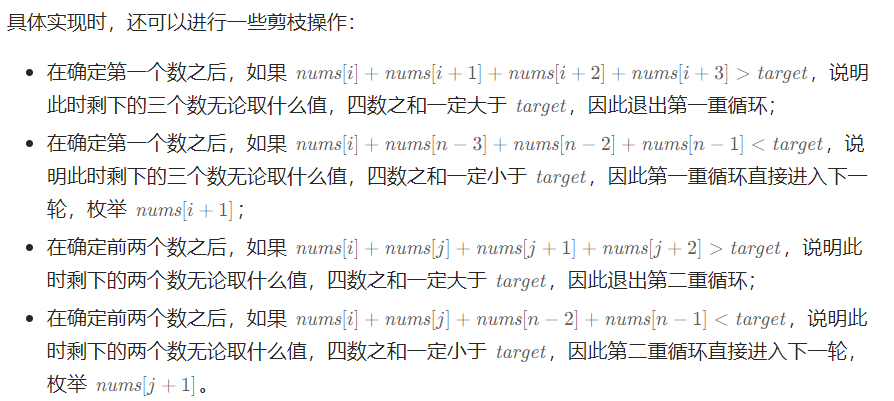 具体实现时，还可以进行一些剪枝操作：
• 在确定第一个数之后，如果 nums[i] + nums[i + 1] + nums[i + 2] + nums[i + 3] > target，说明
此时剩下的三个数无论取什么值，四数之和一定大于 target，因此退出第一重循环；
• 在确定第一个数之后，如果 nums[i] + nums[n − 3] + nums[n − 2] + nums[n − 1] < target，说
明此时剩下的三个数无论取什么值，四数之和一定小于 target，因此第一重循环直接进入下一
轮，枚举 nums[i + 1]；
• 在确定前两个数之后，如果 nums[i] + nums[j] + nums[j + 1] + nums[j + 2] > target，说明此
时剩下的两个数无论取什么值，四数之和一定大于 target，因此退出第二重循环；
• 在确定前两个数之后，如果 nums[i] + nums[j] + nums[n − 2] + nums[n − 1] < target，说明此
时剩下的两个数无论取什么值，四数之和一定小于 target，因此第二重循环直接进入下一轮，
枚举 nums[j + 1]。